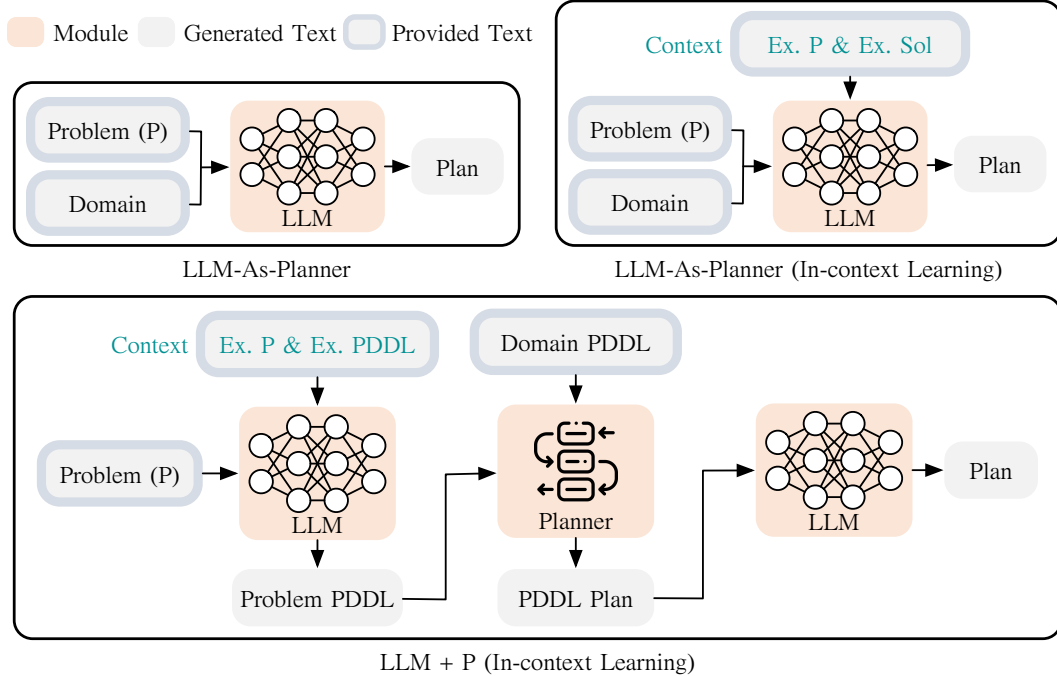 Module
Generated Text
Provided Text
Problem (P)
Domain
LLM
Plan
LLM-As-Planner
Context
Ex. P & Ex. Sol
Problem (P)
Domain
LLM
Plan
LLM-As-Planner (In-context Learning)
Context
Ex. P & Ex. PDDL
Domain PDDL
Problem (P)
LLM
Planner
LLM
Plan
Problem PDDL
PDDL Plan
LLM + P (In-context Learning)